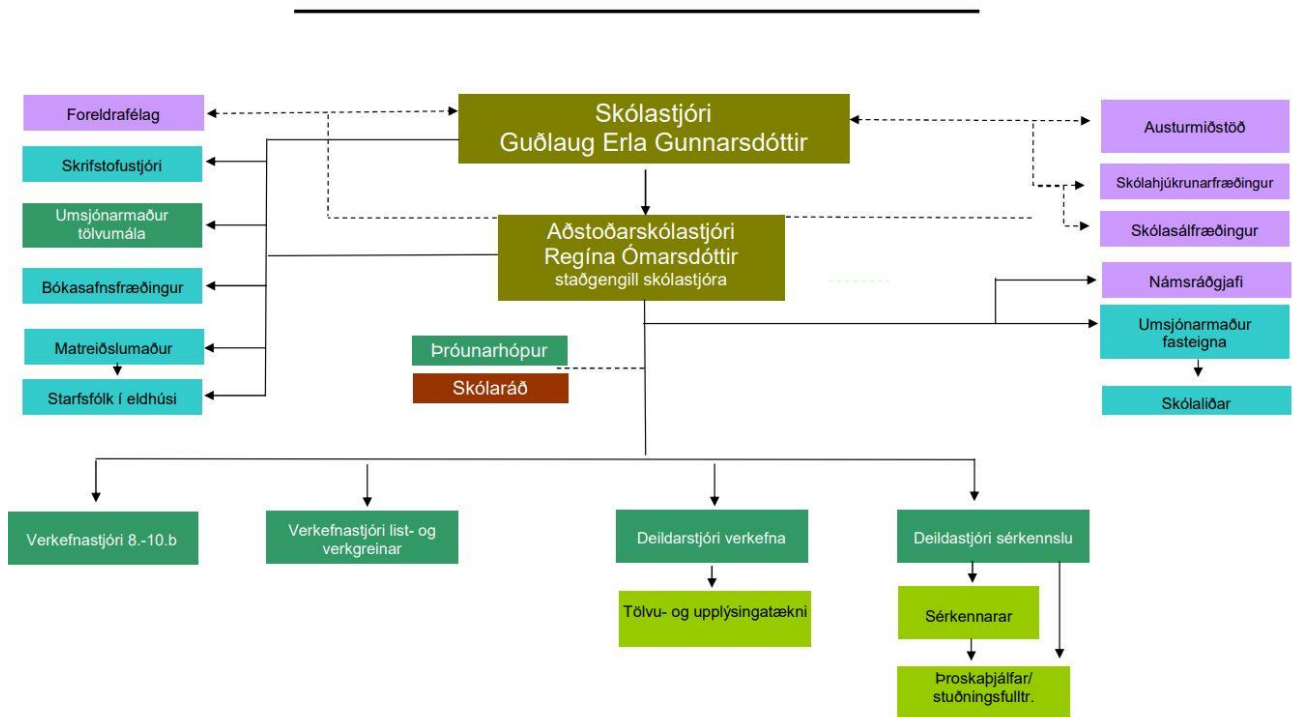 Foreldrafélag
Skólastjóri
Guðlaug Erla Gunnarsdóttir
Austurmiðstöð
Skrifstofustjóri
Skólahjúkrunarfræðingur
Umsjónarmaður
tölvumála
Aðstoðarskólastjóri
Regína Ómarsdóttir
staðgengill skólastjóra
Skólasálfræðingur
Bókasafnsfræðingur
Námsráðgjafi
Matreiðslumaður
Þróunarhópur
Umsjónarmaður
fasteigna
Starfsfólk í eldhúsi
Skólaráð
Skólaliðar
Verkefnastjóri 8.-10.b
Verkefnastjóri list- og
verkgreinar
Deildarstjóri verkefna
Deildastjóri sérkennslu
Tölvu- og upplýsingatækni
Sérkennarar
Þroskaþjálfar/
stuðningsfulltr.